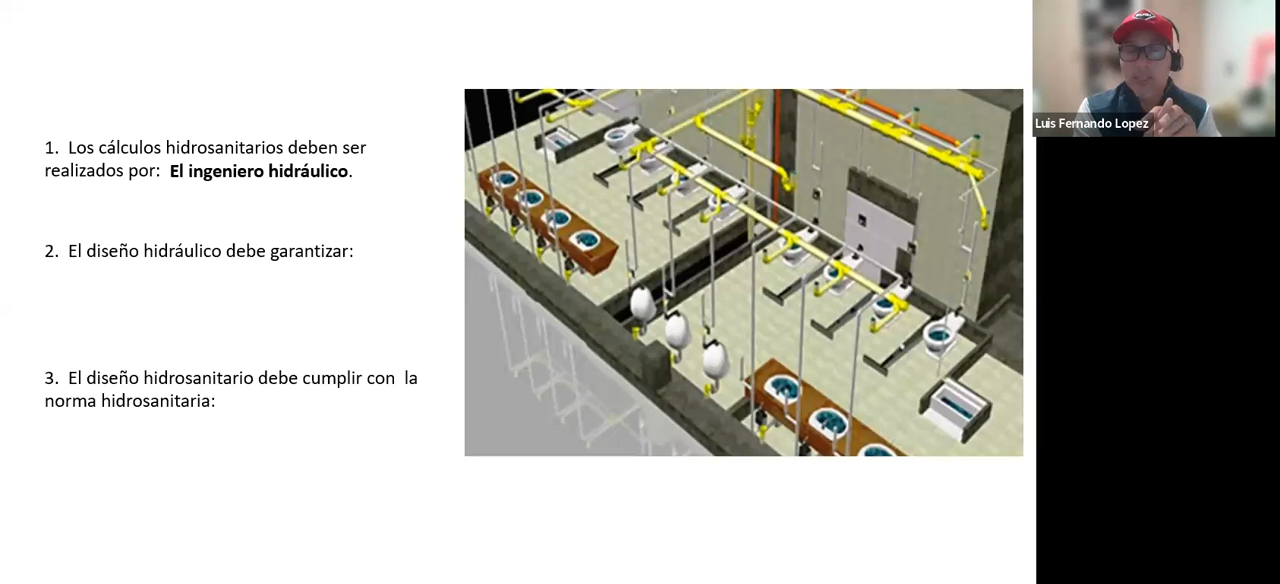 1. Los cálculos hidrosanitarios deben ser
realizados por: El ingeniero hidráulico.
2. El diseño hidráulico debe garantizar:
3. El diseño hidrosanitario debe cumplir con la
norma hidrosanitaria:
Luis Fernando Lopez